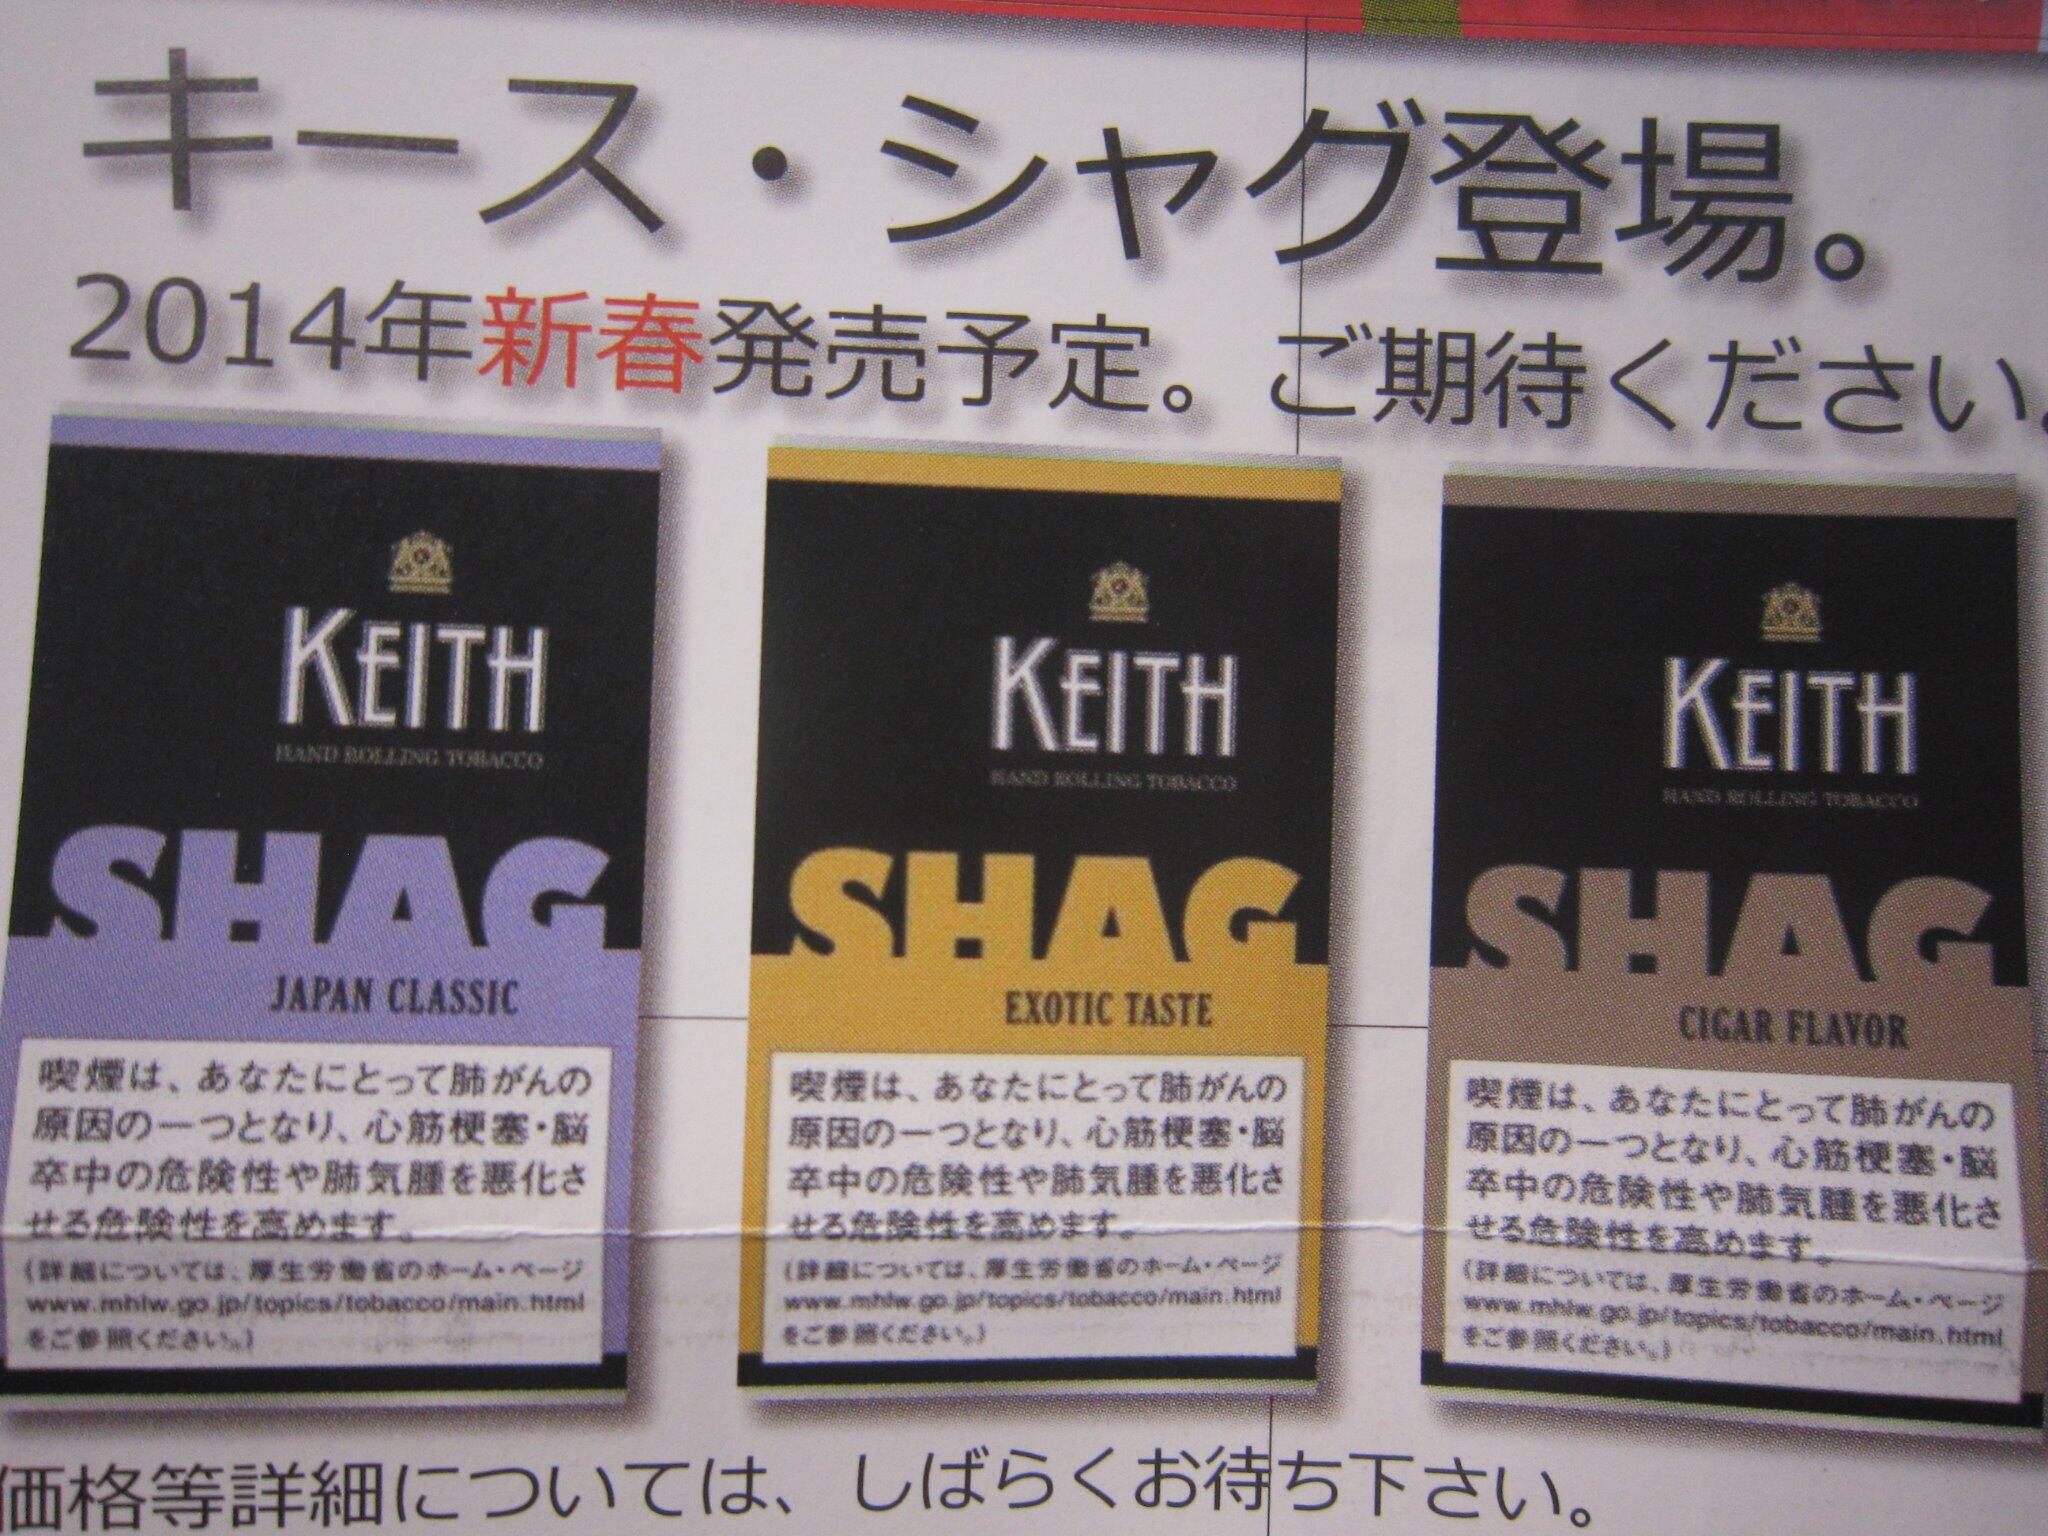 キース・シャグ登場。
2014年新春発売予定。ご期待ください。
KEITH
HAND ROLLING TOBACCO
SHAG
JAPAN CLASSIC
喫煙は、あなたにとって肺がんの
原因の一つとなり、心筋梗塞・脳
卒中の危険性や肺気腫を悪化さ
せる危険性を高めます。
(詳細については、厚生労働省のホーム・ページ
www.mhlw.go.jp/topics/tobacco/main.html
をご参照ください。)
KEITH
HAND ROLLING TOBACCO
SHAG
EXOTIC TASTE
喫煙は、あなたにとって肺がんの
原因の一つとなり、心筋梗塞・脳
卒中の危険性や肺気腫を悪化さ
せる危険性を高めます。
(詳細については、厚生労働省のホーム・ページ
www.mhlw.go.jp/topics/tobacco/main.html
をご参照ください。)
KEITH
HAND ROLLING TOBACCO
SHAG
CIGAR FLAVOR
喫煙は、あなたにとって肺がんの
原因の一つとなり、心筋梗塞・脳
卒中の危険性や肺気腫を悪化さ
せる危険性を高めます。
(詳細については、厚生労働省のホーム・ページ
www.mhlw.go.jp/topics/tobacco/main.html
をご参照ください。)
価格等詳細については、しばらくお待ち下さい。